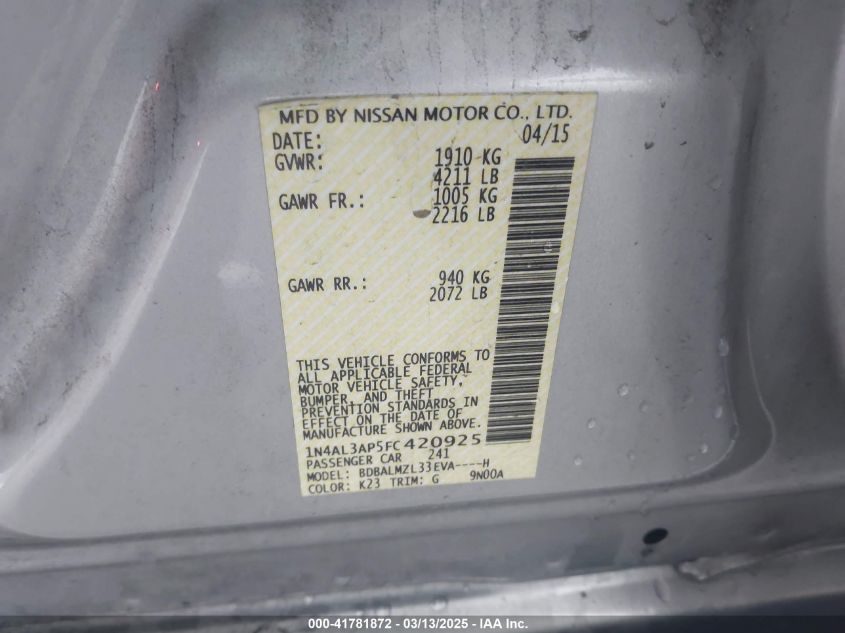 MFD BY NISSAN MOTOR CO., LTD.
DATE: 04/15
GVWR: 1910 KG
4211 LB
GAWR FR.: 1005 KG
2216 LB
GAWR RR.: 940 KG
2072 LB
THIS VEHICLE CONFORMS TO
ALL APPLICABLE FEDERAL
MOTOR VEHICLE SAFETY,
BUMPER, AND THEFT
PREVENTION STANDARDS IN
EFFECT ON THE DATE OF
MANUFACTURE SHOWN ABOVE.
1N4AL3AP5FC420925
PASSENGER CAR 241
MODEL: BDBALMZL33EVA----H
COLOR: K23 TRIM: G 9N00A
000-41781872 - 03/13/2025 - IAA Inc.